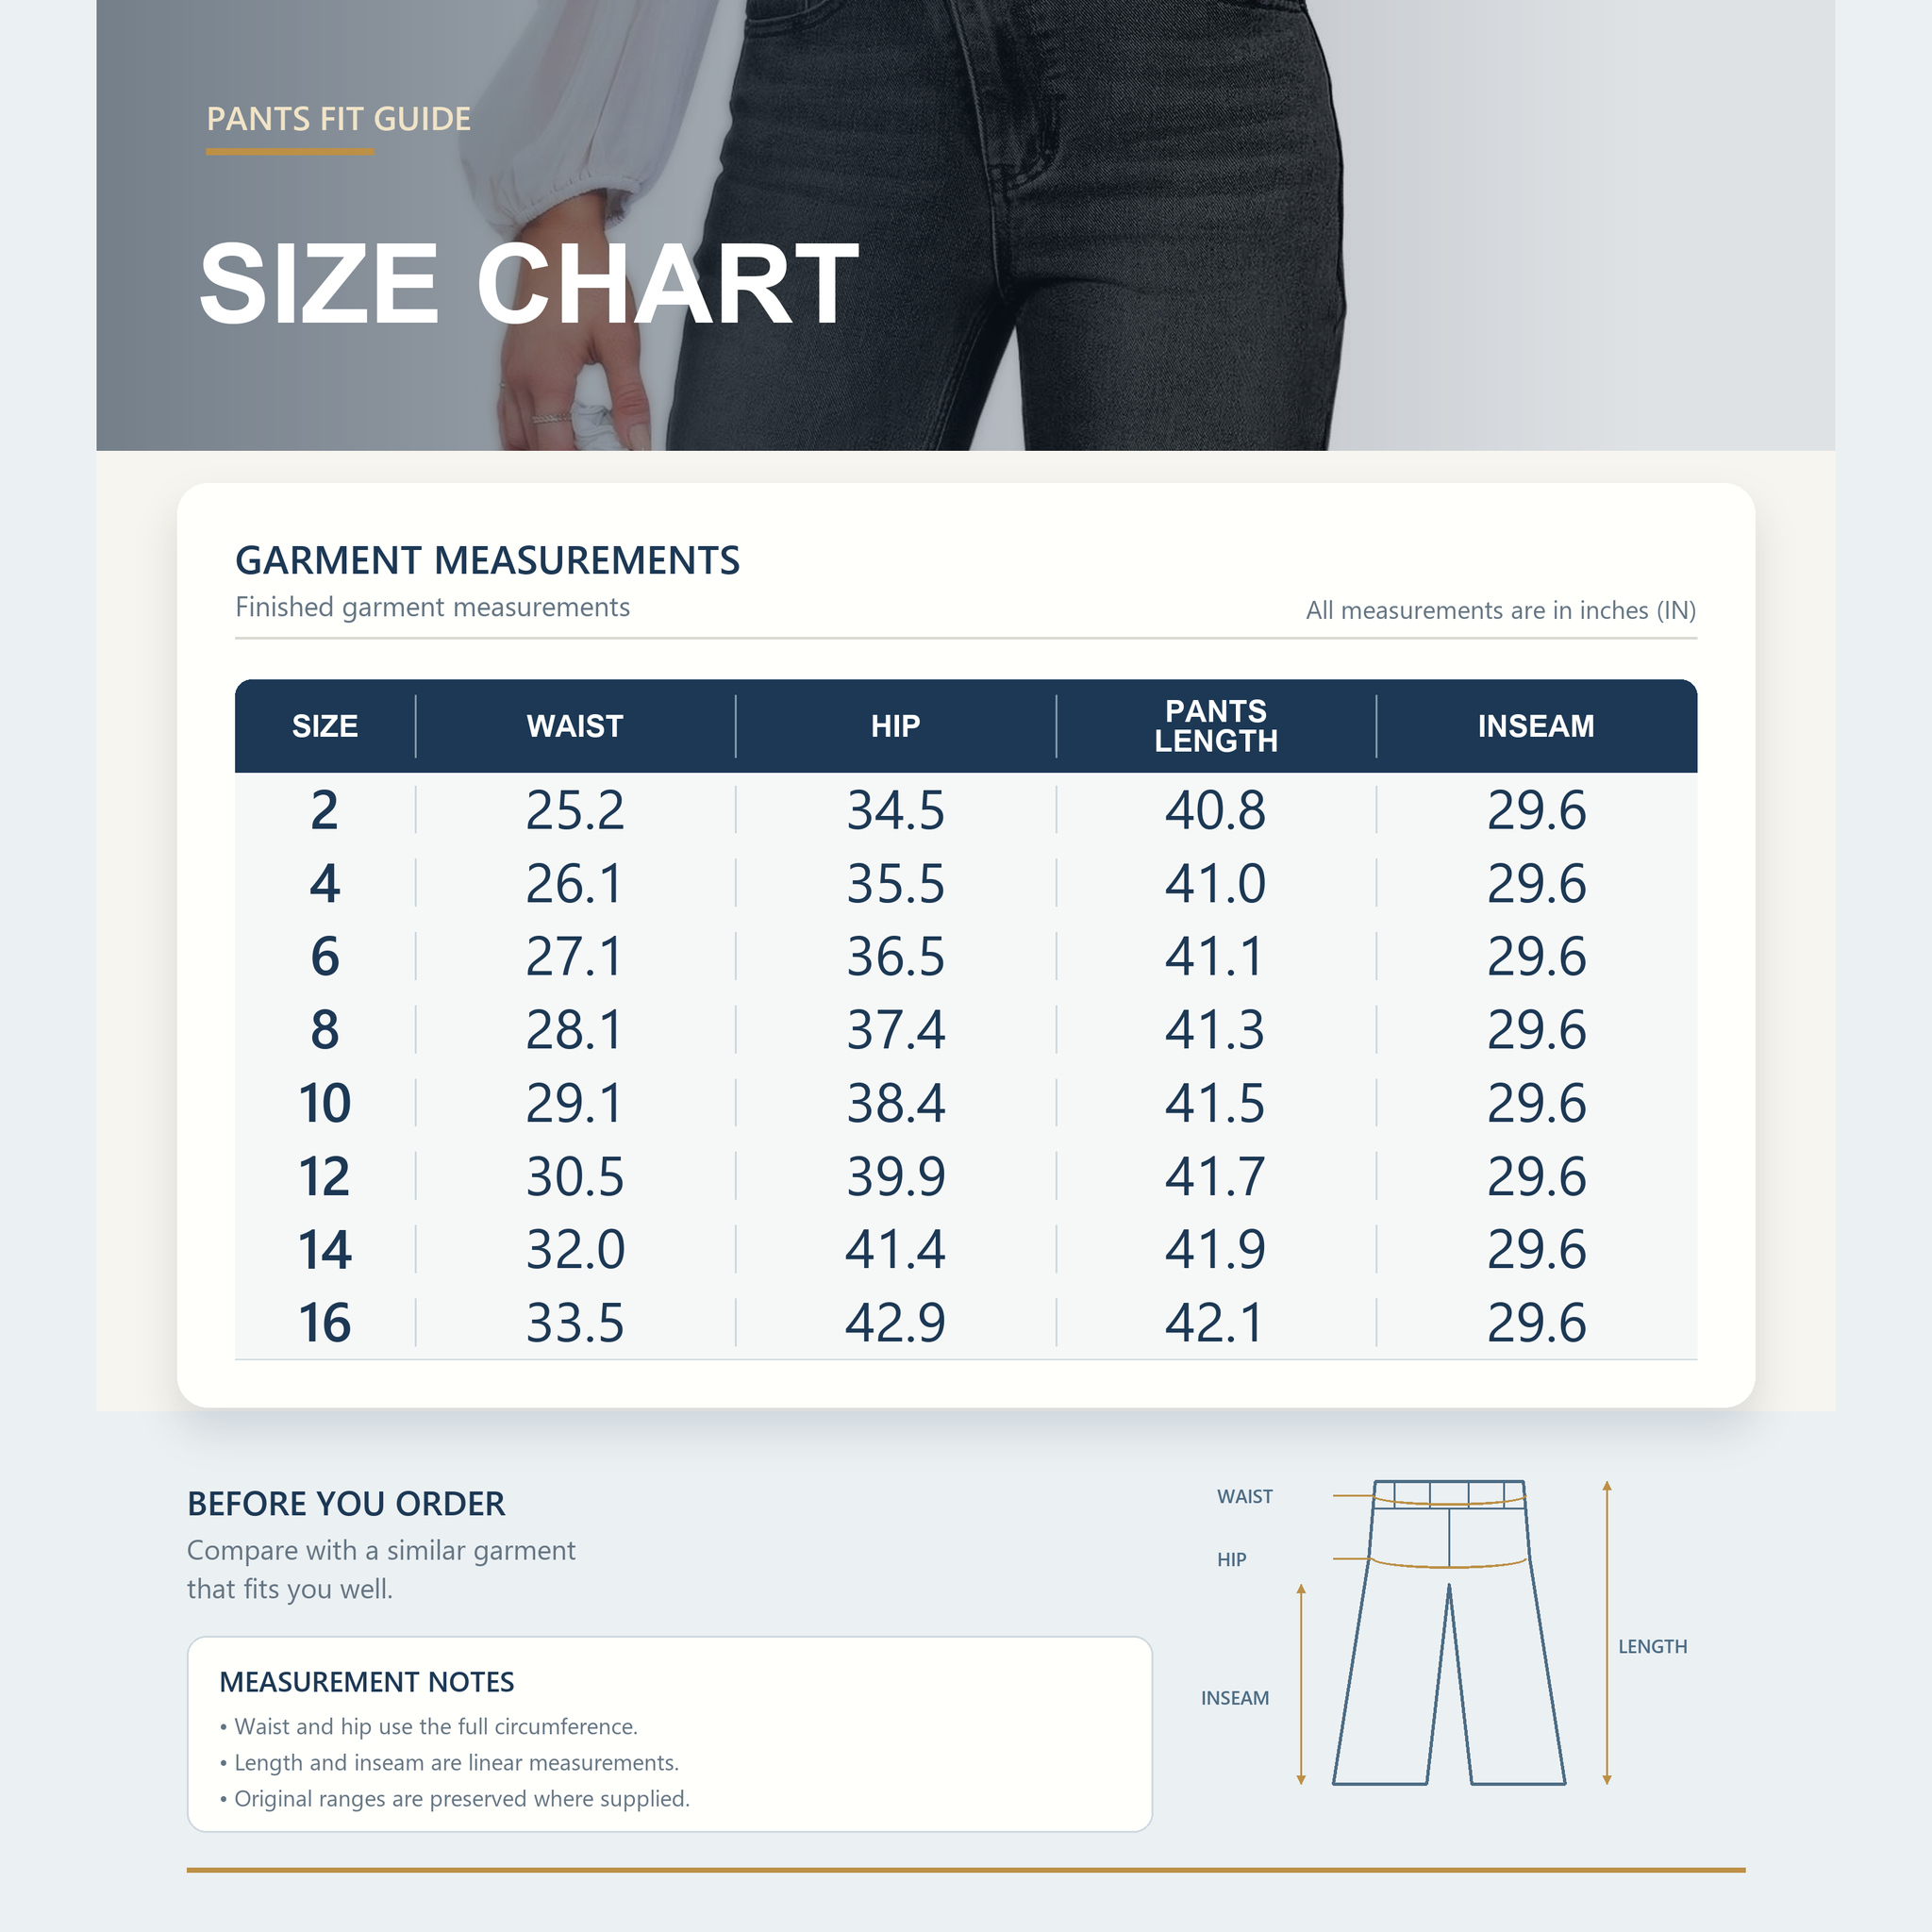 PANTS FIT GUIDE
SIZE CHART
GARMENT MEASUREMENTS
Finished garment measurements
All measurements are in inches (IN)
SIZE WAIST HIP PANTS LENGTH INSEAM
2 25.2 34.5 40.8 29.6
4 26.1 35.5 41.0 29.6
6 27.1 36.5 41.1 29.6
8 28.1 37.4 41.3 29.6
10 29.1 38.4 41.5 29.6
12 30.5 39.9 41.7 29.6
14 32.0 41.4 41.9 29.6
16 33.5 42.9 42.1 29.6
BEFORE YOU ORDER
Compare with a similar garment
that fits you well.
MEASUREMENT NOTES
• Waist and hip use the full circumference.
• Length and inseam are linear measurements.
• Original ranges are preserved where supplied.
WAIST
HIP
INSEAM
LENGTH